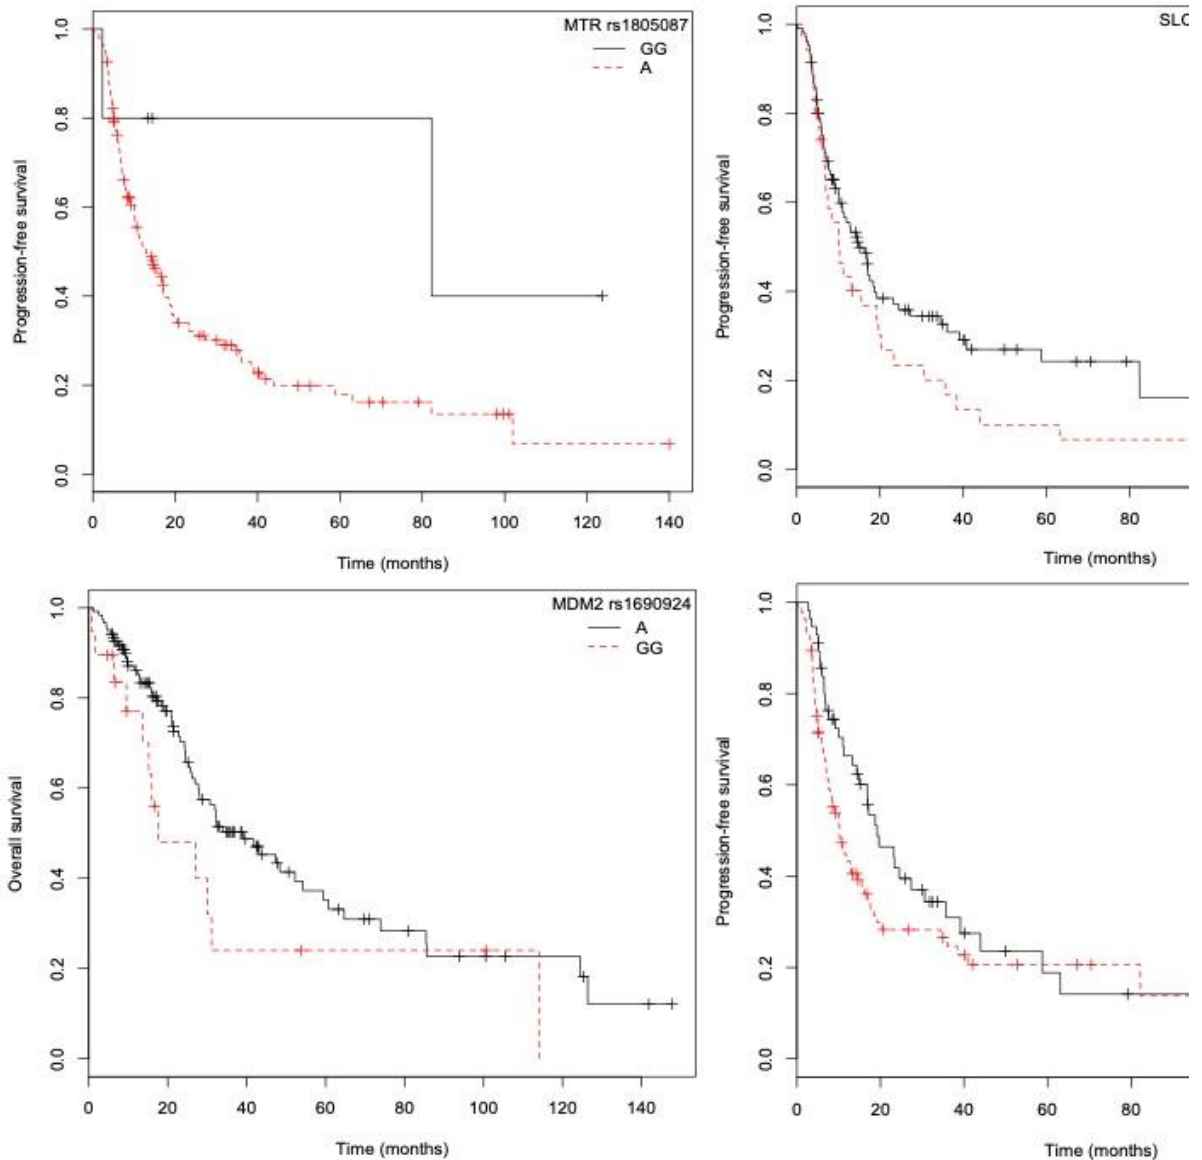 MTR rs1805087
GG
A
Progression-free survival
1.0
0.8
0.6
0.4
0.2
0.0
0 20 40 60 80 100 120 140
Time (months)
SLC
Progression-free survival
1.0
0.8
0.6
0.4
0.2
0.0
0 20 40 60 80
Time (months)
MDM2 rs1690924
A
GG
Overall survival
1.0
0.8
0.6
0.4
0.2
0.0
0 20 40 60 80 100 120 140
Time (months)
Progression-free survival
1.0
0.8
0.6
0.4
0.2
0.0
0 20 40 60 80
Time (months)